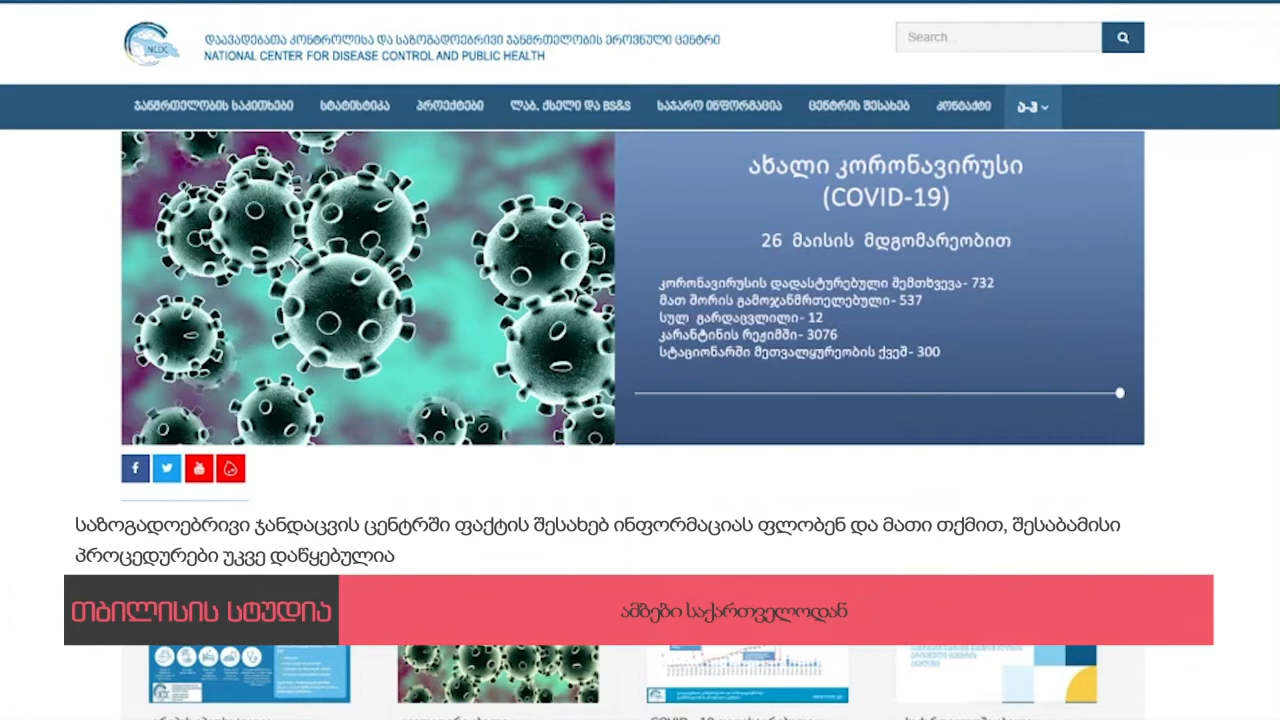 დაავადებათა კონტროლისა და საზოგადოებრივი ჯანმრთელობის ეროვნული ცენტრი
NATIONAL CENTER FOR DISEASE CONTROL AND PUBLIC HEALTH
NCDC
Search...
ჯანმრთელობის საკითხები სტატისტიკა პროექტები ლაბ. ქსელი და BS&S საჯარო ინფორმაცია ცენტრის შესახებ კონტაქტი ა-ჰ
ახალი კორონავირუსი
(COVID-19)
26 მაისის მდგომარეობით
კორონავირუსის დადასტურებული შემთხვევა- 732
მათ შორის გამოჯანმრთელებული- 537
სულ გარდაცვლილი- 12
კარანტინის რეჟიმში- 3076
სტაციონარში მეთვალყურეობის ქვეშ- 300
საზოგადოებრივი ჯანდაცვის ცენტრში ფაქტის შესახებ ინფორმაციას ფლობენ და მათი თქმით, შესაბამისი
პროცედურები უკვე დაწყებულია
თბილისის სტუდია
ამბები საქართველოდან